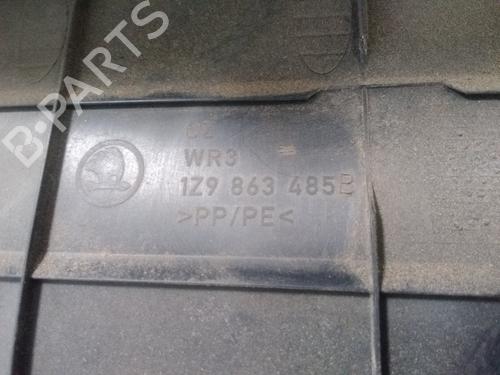 B-PARTS
CZ
WR3
1Z9 863 485B
>PP/PE<